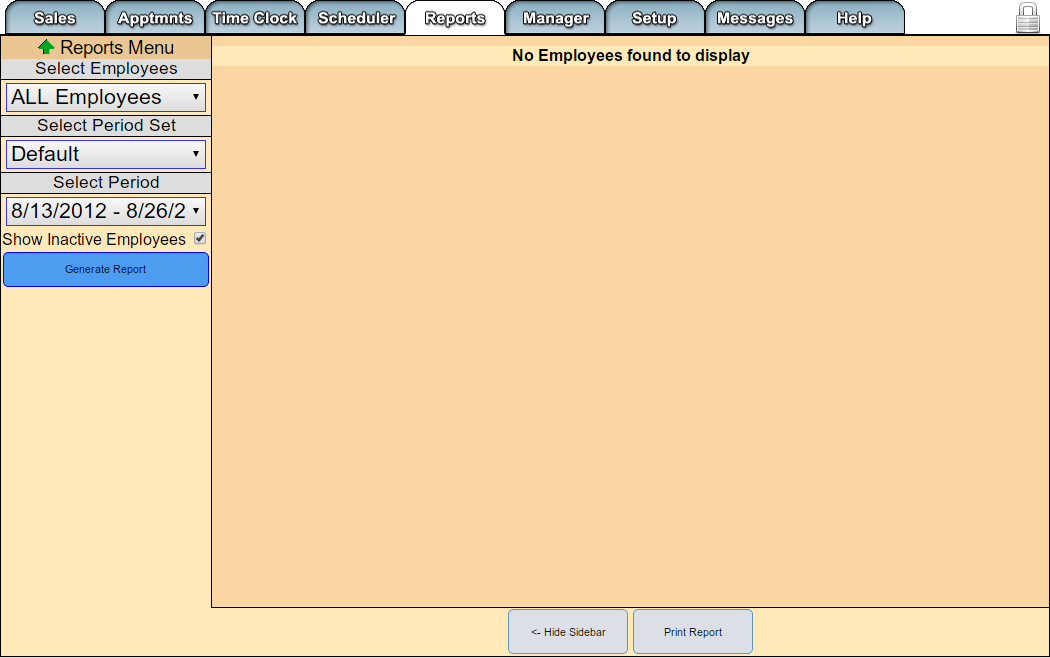 Sales Apptmnts Time Clock Scheduler Reports Manager Setup Messages Help
Reports Menu
Select Employees
ALL Employees
Select Period Set
Default
Select Period
8/13/2012 - 8/26/2
Show Inactive Employees
Generate Report
No Employees found to display
<- Hide Sidebar Print Report